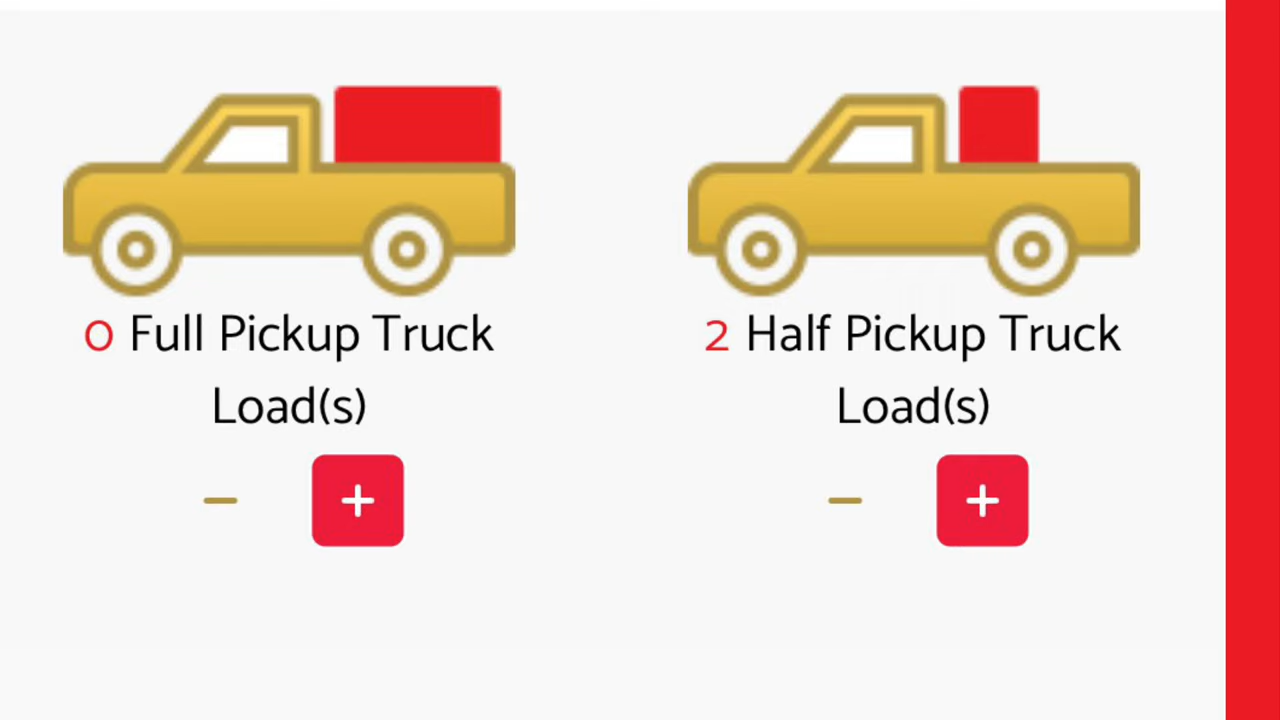 0 Full Pickup Truck
Load(s)
2 Half Pickup Truck
Load(s)
− +
− +